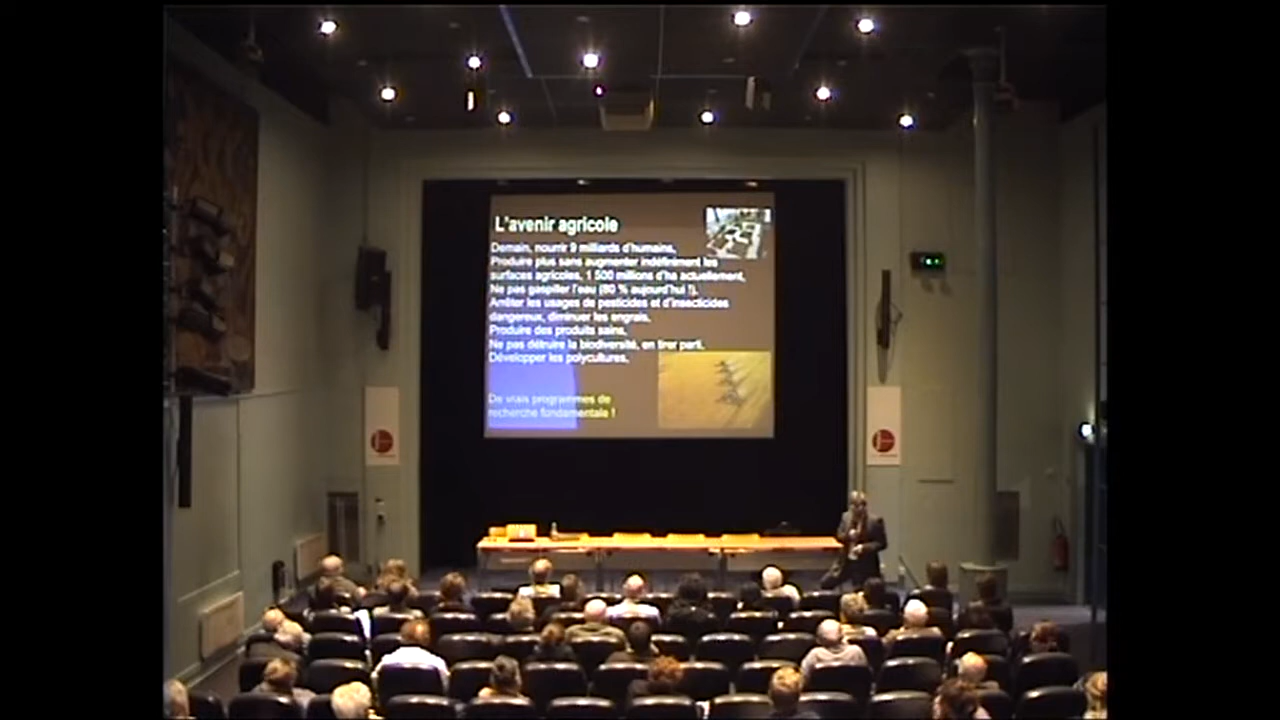 L'avenir agricole
Demain, nourrir 9 milliards d'humains,
Produire plus sans augmenter indéfiniment les
surfaces agricoles, 1 500 millions d'ha actuellement,
Ne pas gaspiller l'eau (80 % aujourd'hui !),
Arrêter les usages de pesticides et d'insecticides
dangereux, diminuer les engrais,
Produire des produits sains,
Ne pas détruire la biodiversité, en tirer parti,
Développer les polycultures,
De vrais programmes de
recherche fondamentale !